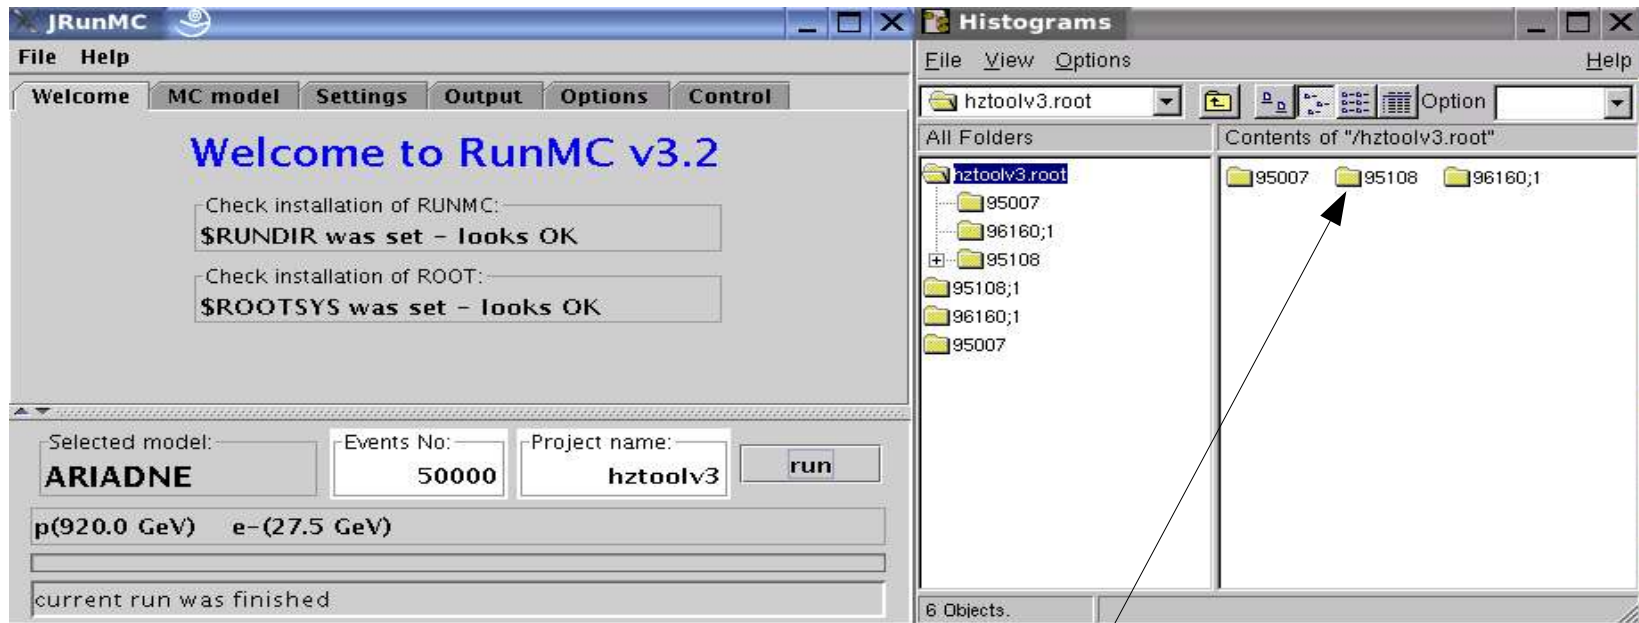 JRunMC
File Help
Welcome MC model Settings Output Options Control
Welcome to RunMC v3.2
Check installation of RUNMC:
$RUNDIR was set - looks OK
Check installation of ROOT:
$ROOTSYS was set - looks OK
Selected model:
ARIADNE
Events No:
50000
Project name:
hztoolv3
run
p(920.0 GeV) e-(27.5 GeV)
current run was finished
Histograms
File View Options Help
hztoolv3.root Option
All Folders
hztoolv3.root
95007
96160;1
95108
95108;1
96160;1
95007
Contents of "/hztoolv3.root"
95007 95108 96160;1
6 Objects.